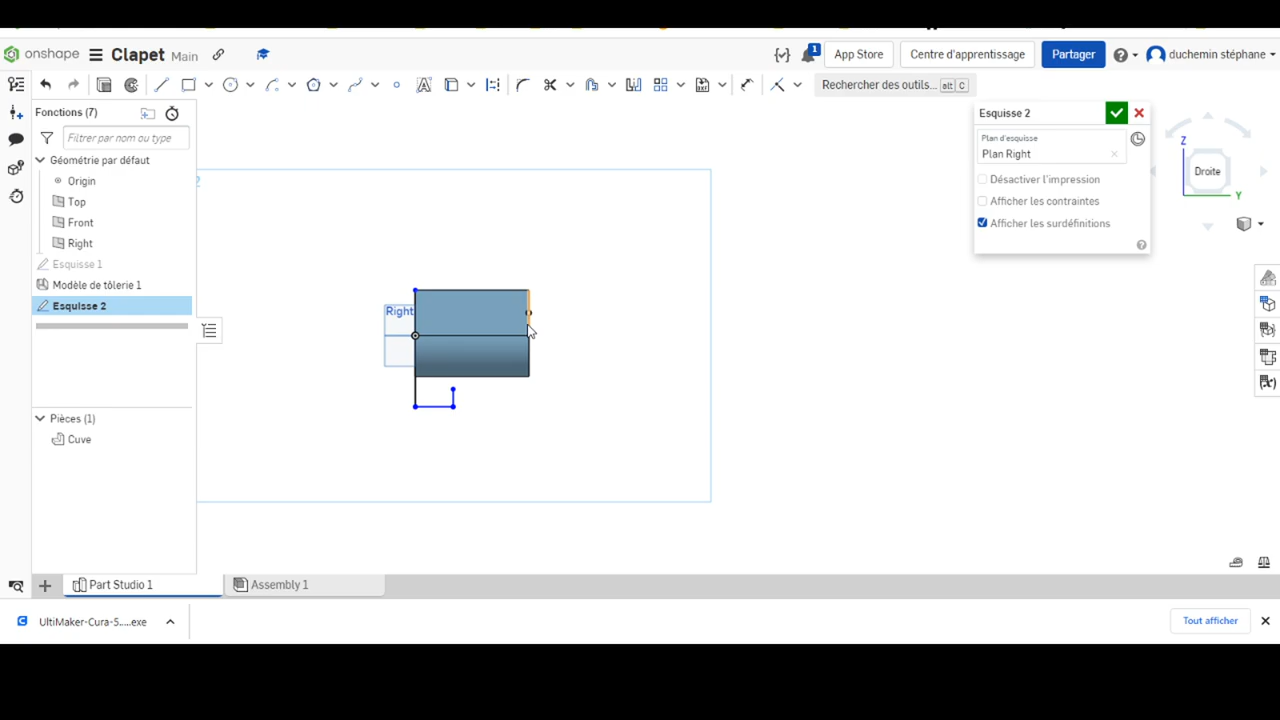 onshape Clapet Main
1 App Store Centre d'apprentissage Partager duchemin stéphane
Rechercher des outils... alt C
Fonctions (7)
Filtrer par nom ou type
Géométrie par défaut
Origin
Top
Front
Right
Esquisse 1
Modèle de tôlerie 1
Esquisse 2
Pièces (1)
Cuve
Right
Esquisse 2
Plan d'esquisse
Plan Right
Désactiver l'impression
Afficher les contraintes
Afficher les surdéfinitions
Z
Droite
Y
Part Studio 1
Assembly 1
UltiMaker-Cura-5.....exe
Tout afficher